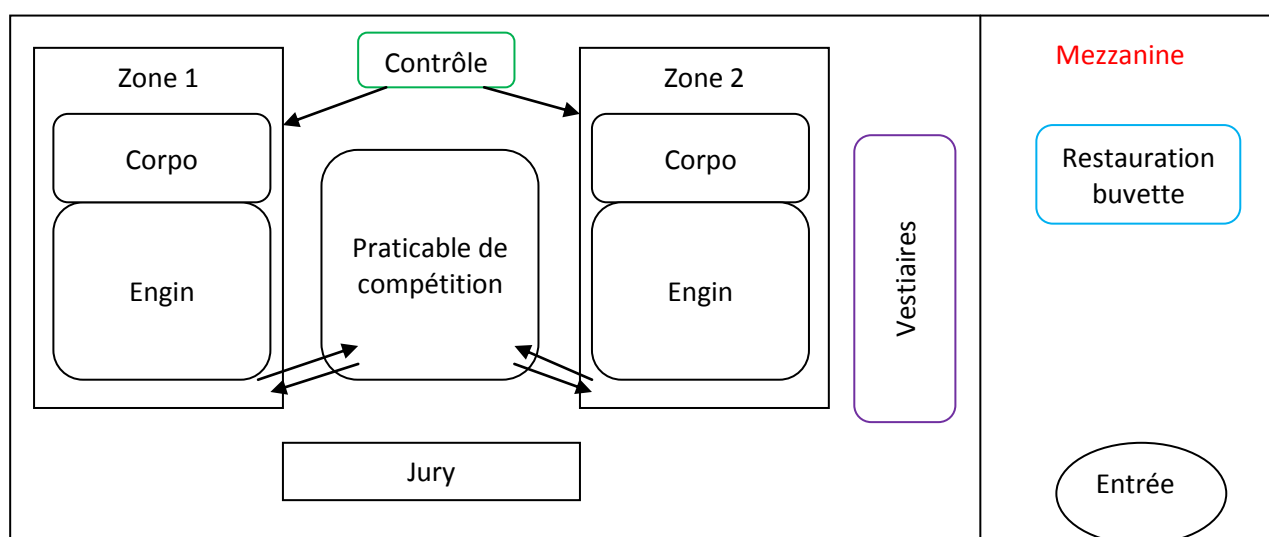 Zone 1
Contrôle
Zone 2
Mezzanine
Corpo
Corpo
Restauration
buvette
Praticable de
compétition
Engin
Engin
Vestiaires
Jury
Entrée